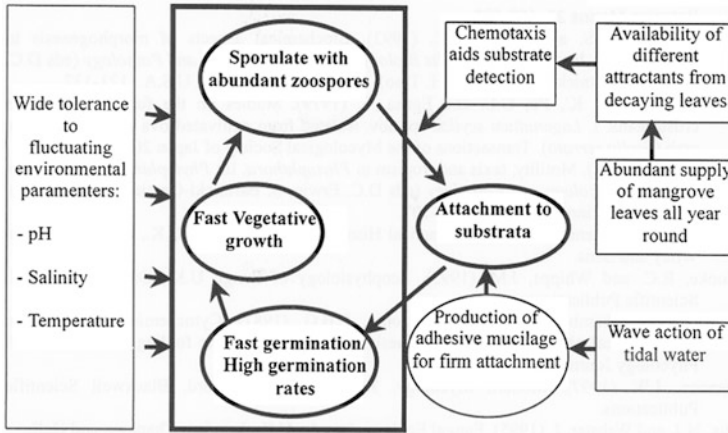 Wide tolerance
to
fluctuating
environmental
paramenters:
- pH
- Salinity
- Temperature
Sporulate with
abundant zoospores
Fast Vegetative
growth
Fast germination/
High germination
rates
Chemotaxis
aids substrate
detection
Availability of
different
attractants from
decaying leaves
Abundant supply
of mangrove
leaves all year
round
Attachment to
substrata
Production of
adhesive mucilage
for firm attachment
Wave action of
tidal water